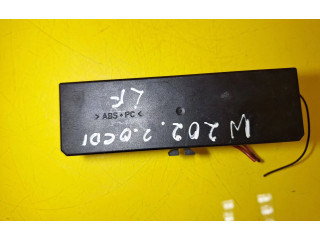 > ABS + PC <
LF
W202. 2.0CDI